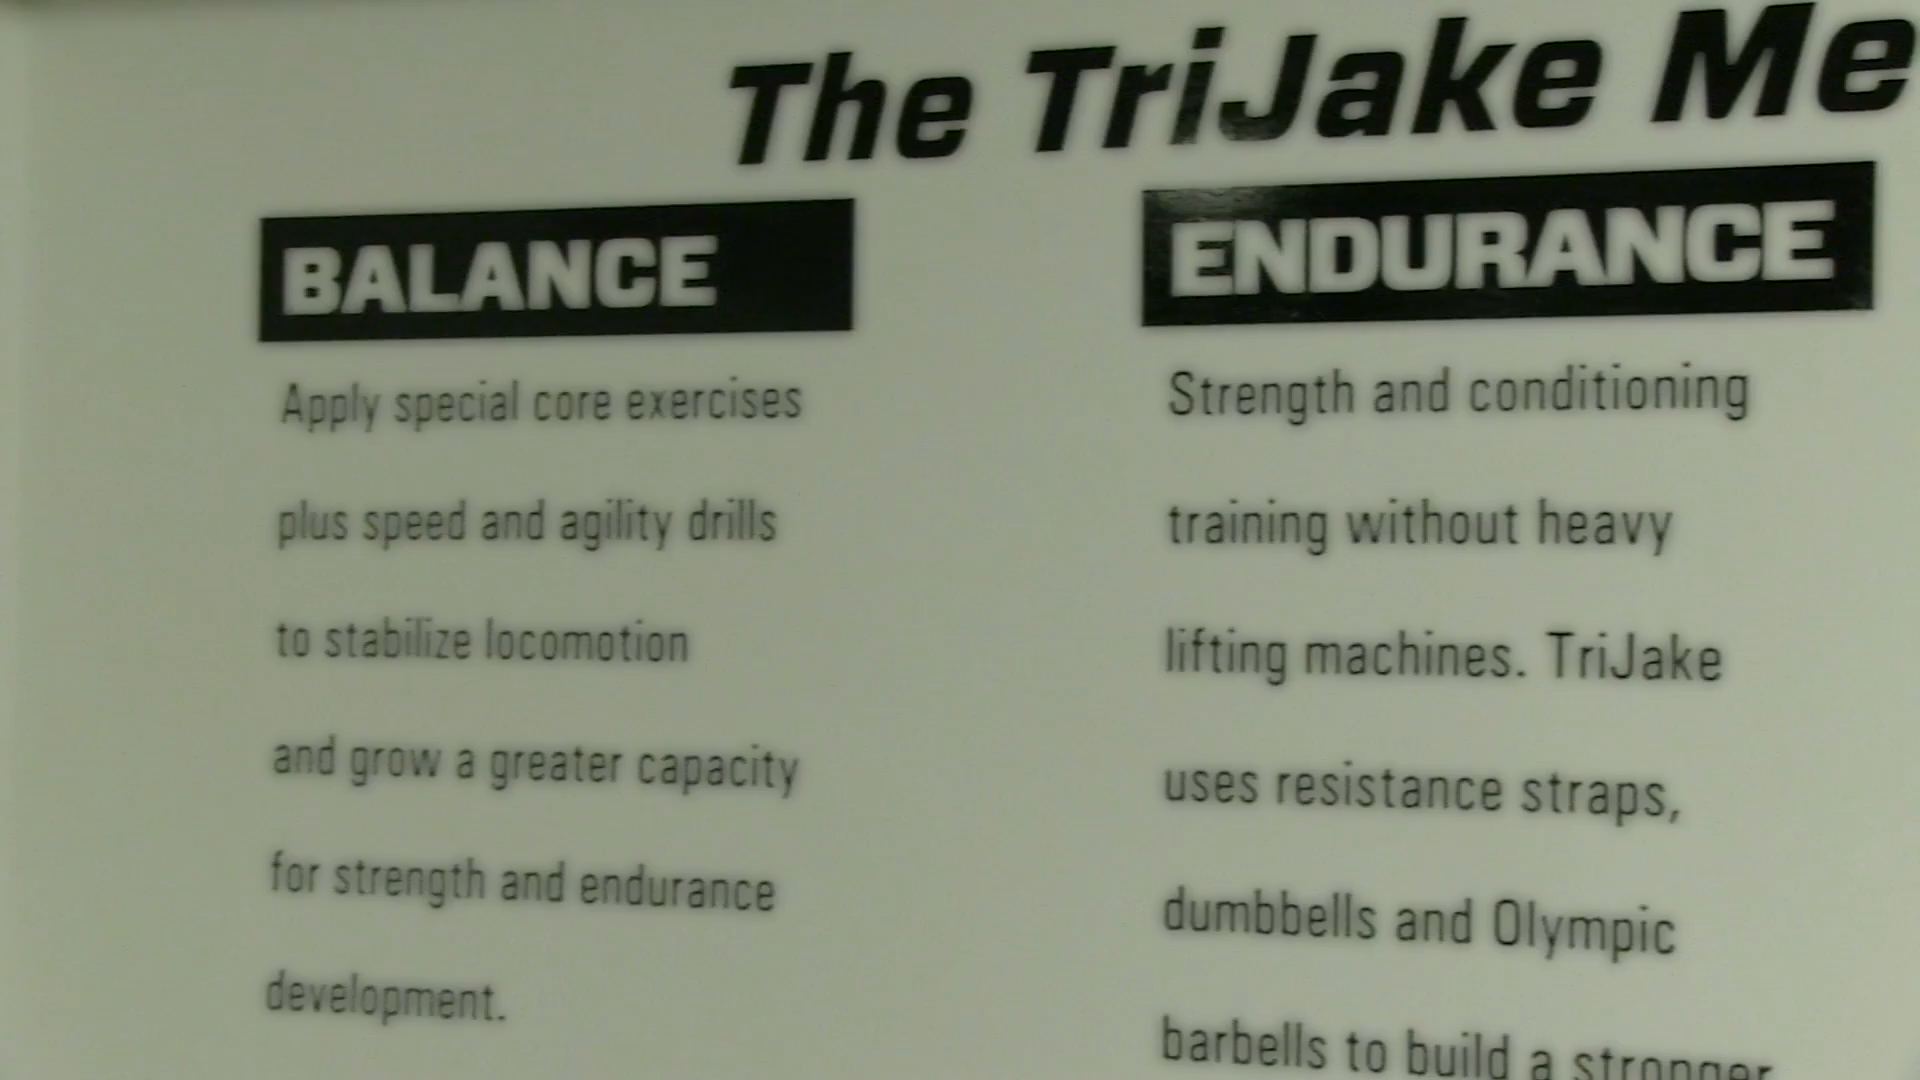 The TriJake Me
BALANCE
Apply special core exercises
plus speed and agility drills
to stabilize locomotion
and grow a greater capacity
for strength and endurance
development.
ENDURANCE
Strength and conditioning
training without heavy
lifting machines. TriJake
uses resistance straps,
dumbbells and Olympic
barbells to build a stronger